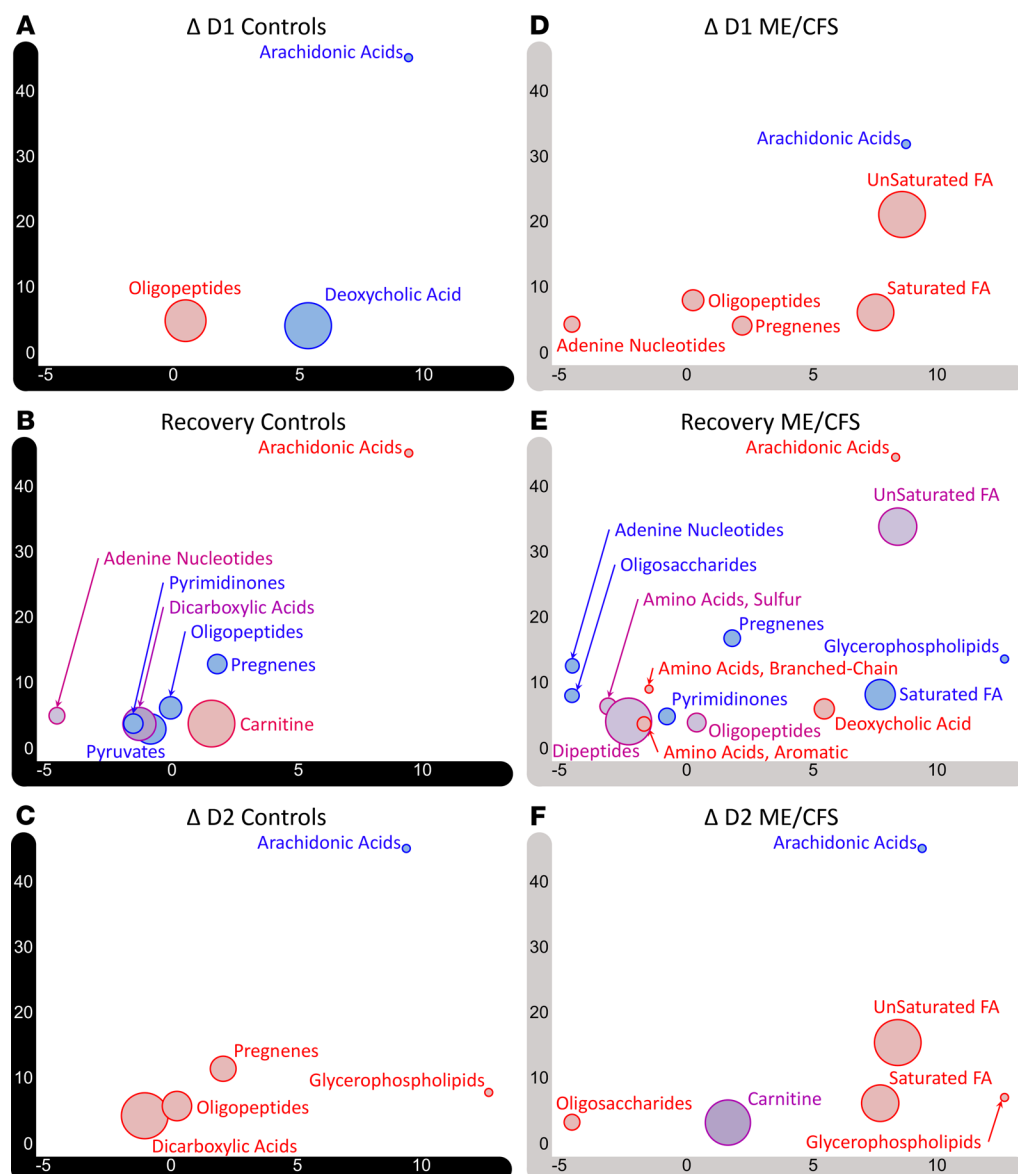 A
Δ D1 Controls
Arachidonic Acids
40
30
20
10
0
Oligopeptides
Deoxycholic Acid
-5 0 5 10
D
Δ D1 ME/CFS
40
Arachidonic Acids
30
UnSaturated FA
20
Saturated FA
10
Oligopeptides
Pregnenes
0
Adenine Nucleotides
-5 0 5 10
B
Recovery Controls
Arachidonic Acids
40
30
Adenine Nucleotides
Pyrimidinones
Dicarboxylic Acids
20
Oligopeptides
Pregnenes
10
Carnitine
0
Pyruvates
-5 0 5 10
E
Recovery ME/CFS
Arachidonic Acids
40
UnSaturated FA
Adenine Nucleotides
30
Oligosaccharides
Amino Acids, Sulfur
20
Pregnenes
Glycerophospholipids
Amino Acids, Branched-Chain
10
Pyrimidinones
Saturated FA
Oligopeptides
Deoxycholic Acid
0
Dipeptides
Amino Acids, Aromatic
-5 0 5 10
C
Δ D2 Controls
Arachidonic Acids
40
30
20
Pregnenes
10
Glycerophospholipids
Oligopeptides
0
Dicarboxylic Acids
-5 0 5 10
F
Δ D2 ME/CFS
Arachidonic Acids
40
30
20
UnSaturated FA
10
Saturated FA
Oligosaccharides
Carnitine
0
Glycerophospholipids
-5 0 5 10